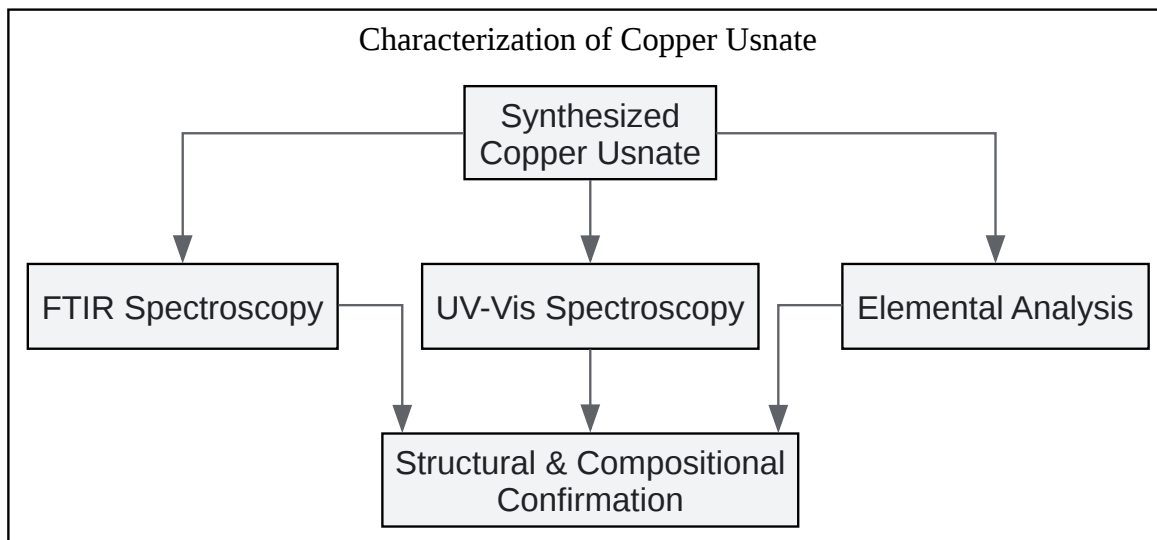 Characterization of Copper Usnate
Synthesized
Copper Usnate
FTIR Spectroscopy
UV-Vis Spectroscopy
Elemental Analysis
Structural & Compositional
Confirmation